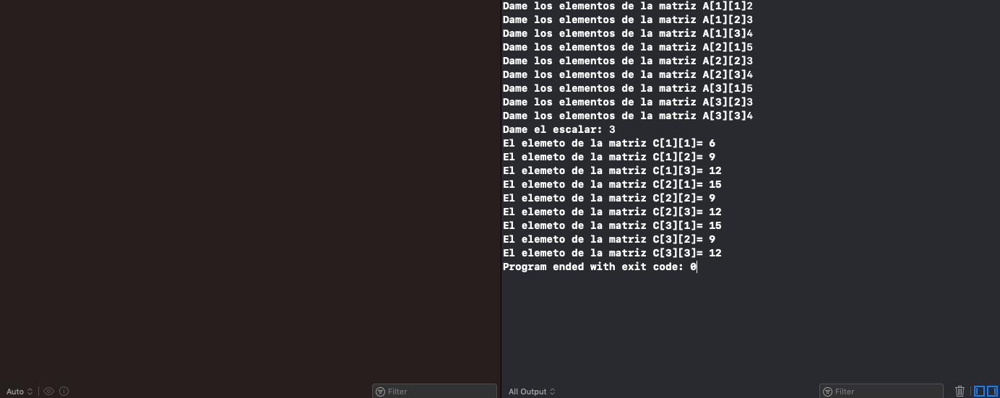 Dame los elementos de la matriz A[1][1]2
Dame los elementos de la matriz A[1][2]3
Dame los elementos de la matriz A[1][3]4
Dame los elementos de la matriz A[2][1]5
Dame los elementos de la matriz A[2][2]3
Dame los elementos de la matriz A[2][3]4
Dame los elementos de la matriz A[3][1]5
Dame los elementos de la matriz A[3][2]3
Dame los elementos de la matriz A[3][3]4
Dame el escalar: 3
El elemeto de la matriz C[1][1]= 6
El elemeto de la matriz C[1][2]= 9
El elemeto de la matriz C[1][3]= 12
El elemeto de la matriz C[2][1]= 15
El elemeto de la matriz C[2][2]= 9
El elemeto de la matriz C[2][3]= 12
El elemeto de la matriz C[3][1]= 15
El elemeto de la matriz C[3][2]= 9
El elemeto de la matriz C[3][3]= 12
Program ended with exit code: 0
Auto Filter All Output Filter